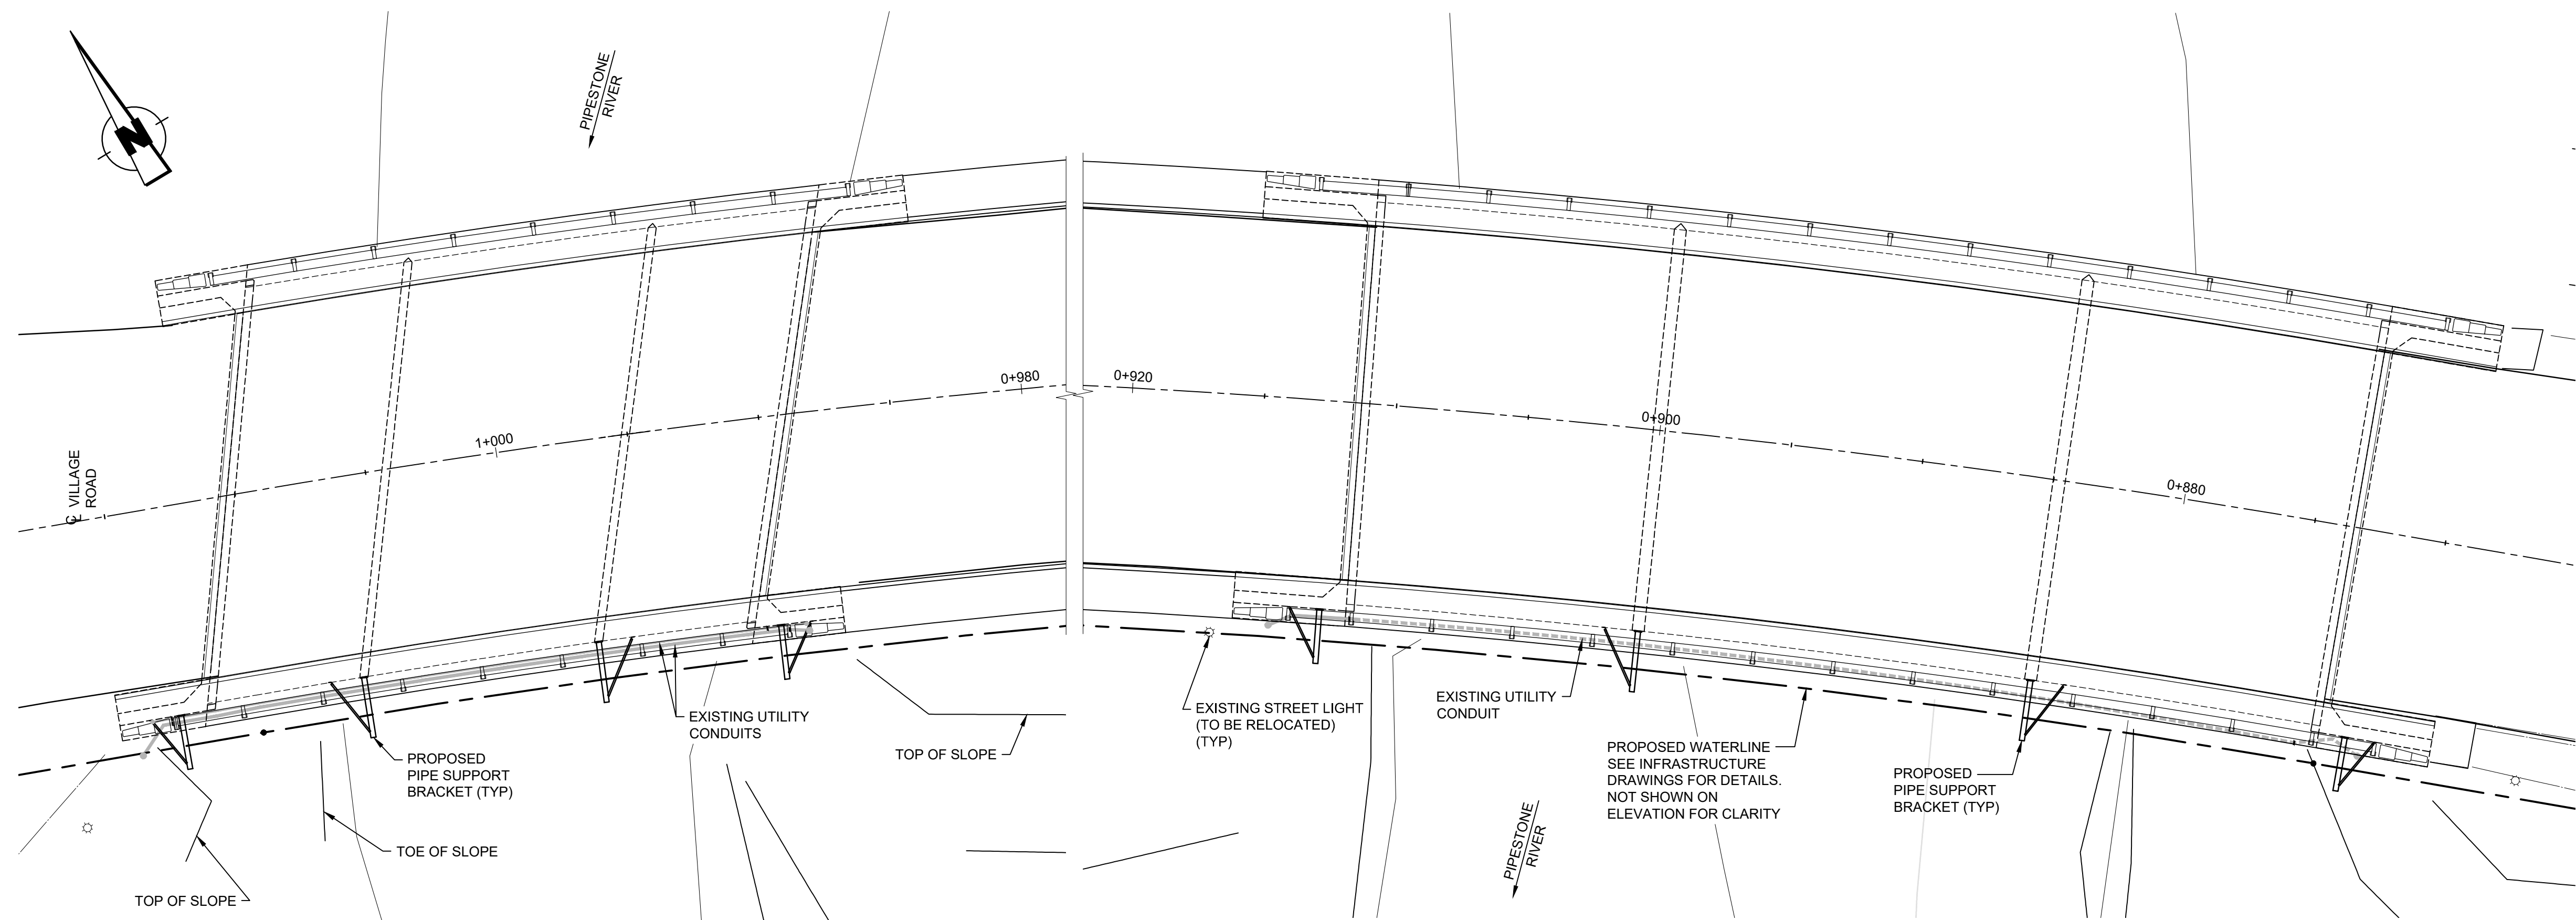 N
PIPESTONE
RIVER
0+980
0+920
1+000
0+900
0+880
℄ VILLAGE
ROAD
EXISTING UTILITY
CONDUITS
TOP OF SLOPE
EXISTING STREET LIGHT
(TO BE RELOCATED)
(TYP)
EXISTING UTILITY
CONDUIT
PROPOSED WATERLINE
SEE INFRASTRUCTURE
DRAWINGS FOR DETAILS.
NOT SHOWN ON
ELEVATION FOR CLARITY
PROPOSED
PIPE SUPPORT
BRACKET (TYP)
PROPOSED
PIPE SUPPORT
BRACKET (TYP)
PIPESTONE
RIVER
TOE OF SLOPE
TOP OF SLOPE